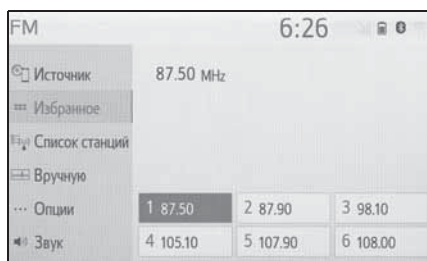 FM 6:26
Источник 87.50 MHz
Избранное
Список станций
Вручную
Опции 1 87.50 2 87.90 3 98.10
Звук 4 105.10 5 107.90 6 108.00